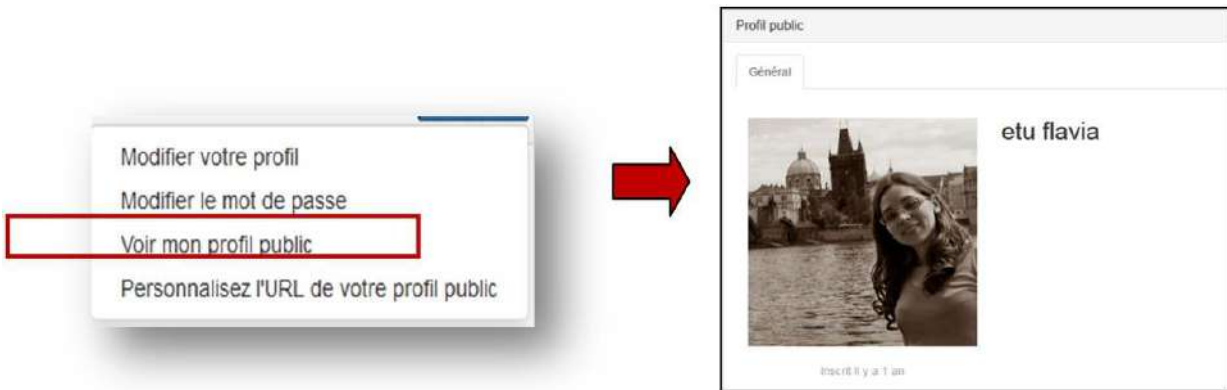 Modifier votre profil
Modifier le mot de passe
Voir mon profil public
Personnalisez l'URL de votre profil public
Profil public
Général
etu flavia
Inscrit il y a 1 an